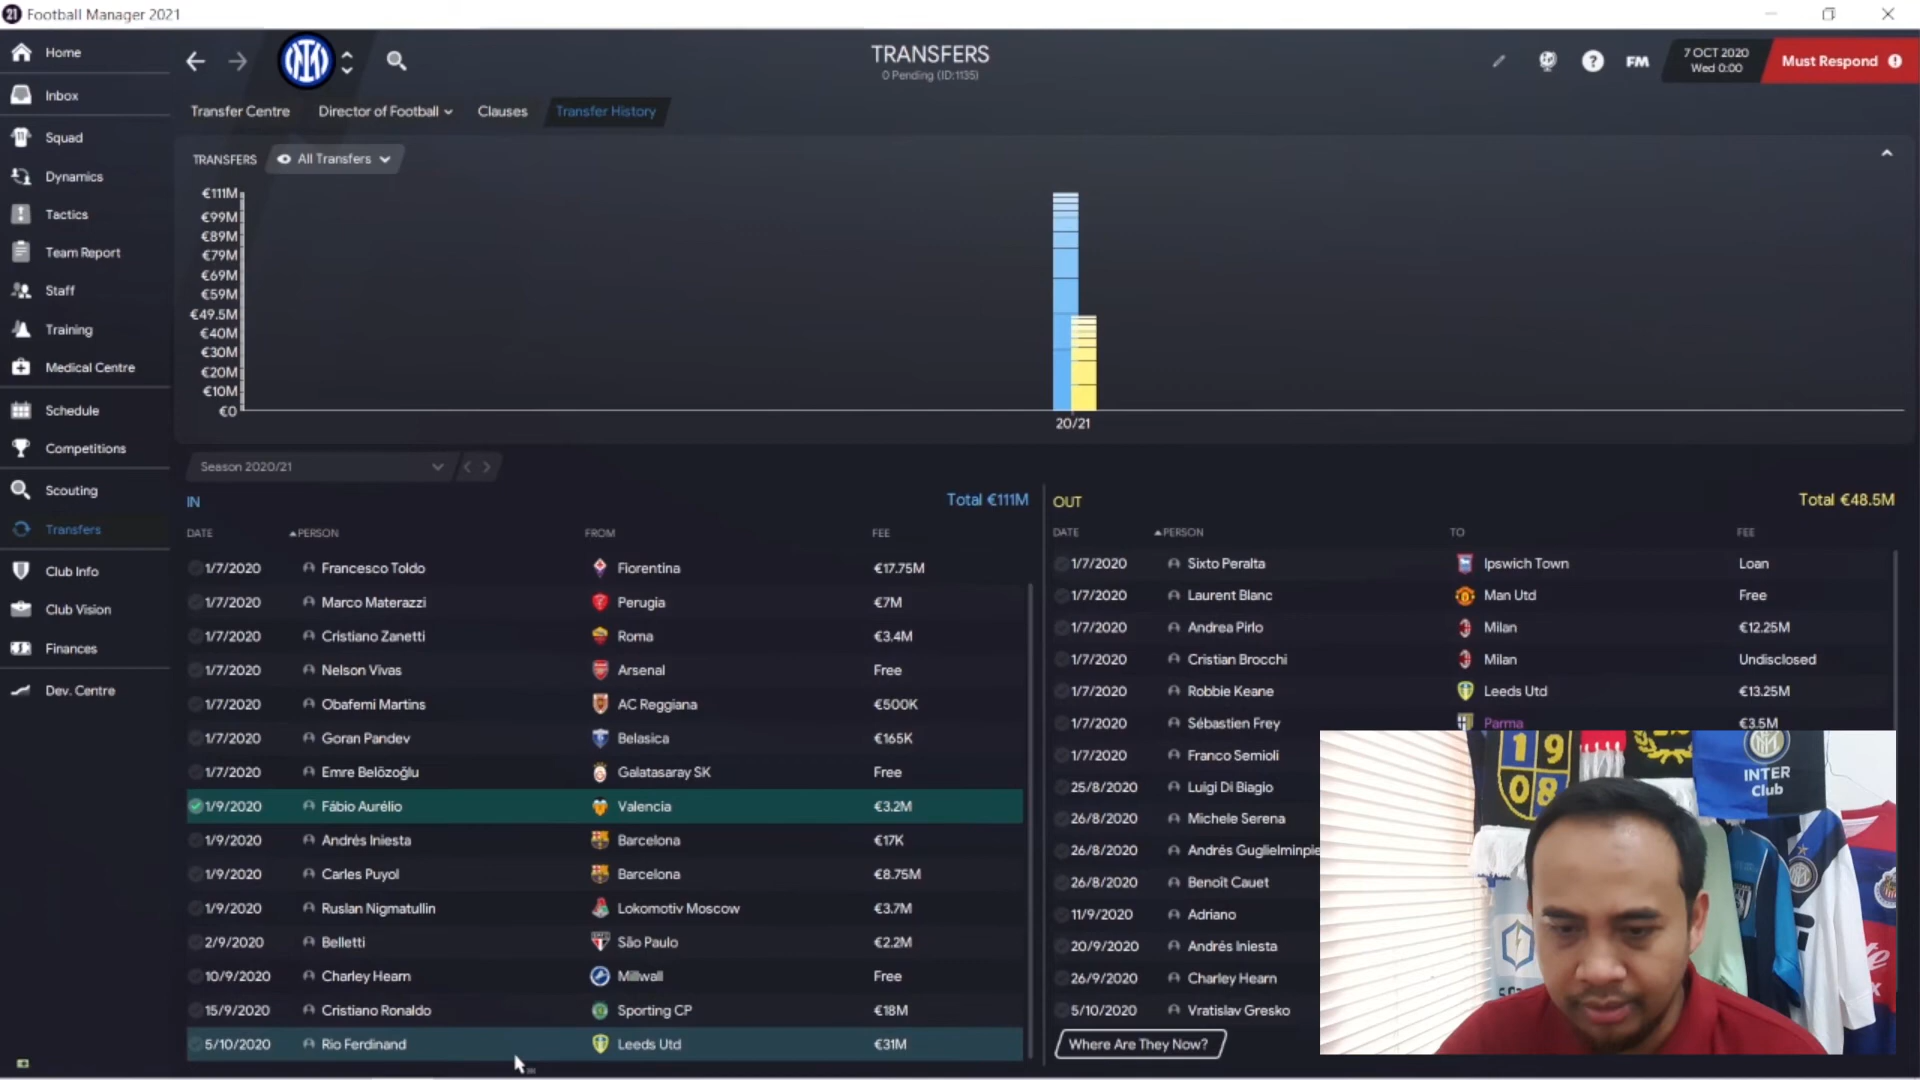 21 Football Manager 2021
Home
Inbox
Squad
Dynamics
Tactics
Team Report
Staff
Training
Medical Centre
Schedule
Competitions
Scouting
Transfers
Club Info
Club Vision
Finances
Dev. Centre
TRANSFERS
0 Pending (ID:1135)
? FM
7 OCT 2020
Wed 0:00
Must Respond
Transfer Centre Director of Football Clauses Transfer History
TRANSFERS All Transfers
€111M
€99M
€89M
€79M
€69M
€59M
€49.5M
€40M
€30M
€20M
€10M
€0
20/21
Season 2020/21
IN Total €111M
DATE PERSON FROM FEE
1/7/2020 Francesco Toldo Fiorentina €17.75M
1/7/2020 Marco Materazzi Perugia €7M
1/7/2020 Cristiano Zanetti Roma €3.4M
1/7/2020 Nelson Vivas Arsenal Free
1/7/2020 Obafemi Martins AC Reggiana €500K
1/7/2020 Goran Pandev Belasica €165K
1/7/2020 Emre Belözoğlu Galatasaray SK Free
1/9/2020 Fábio Aurélio Valencia €3.2M
1/9/2020 Andrés Iniesta Barcelona €17K
1/9/2020 Carles Puyol Barcelona €8.75M
1/9/2020 Ruslan Nigmatullin Lokomotiv Moscow €3.7M
2/9/2020 Belletti São Paulo €2.2M
10/9/2020 Charley Hearn Millwall Free
15/9/2020 Cristiano Ronaldo Sporting CP €18M
5/10/2020 Rio Ferdinand Leeds Utd €31M
OUT Total €48.5M
DATE PERSON TO FEE
1/7/2020 Sixto Peralta Ipswich Town Loan
1/7/2020 Laurent Blanc Man Utd Free
1/7/2020 Andrea Pirlo Milan €12.25M
1/7/2020 Cristian Brocchi Milan Undisclosed
1/7/2020 Robbie Keane Leeds Utd €13.25M
1/7/2020 Sébastien Frey Parma €3.5M
1/7/2020 Franco Semioli
25/8/2020 Luigi Di Biagio
26/8/2020 Michele Serena
26/8/2020 Andrés Guglielminpie
26/8/2020 Benoît Cauet
11/9/2020 Adriano
20/9/2020 Andrés Iniesta
26/9/2020 Charley Hearn
5/10/2020 Vratislav Gresko
Where Are They Now?
19
08
INTER
Club